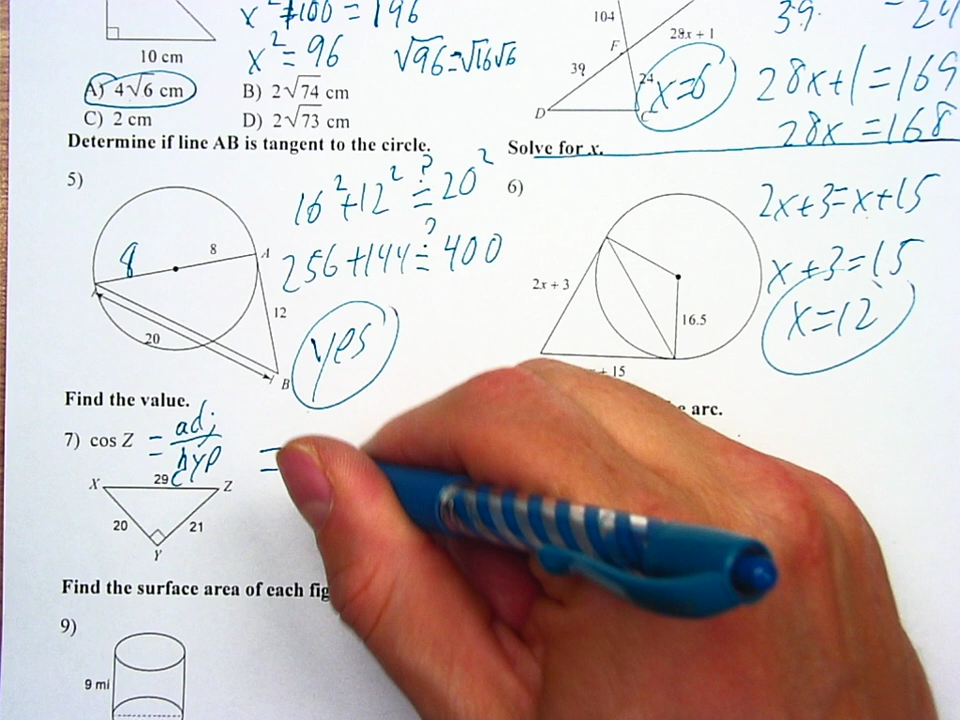 x² + 100 = 196
10 cm
x² = 96
√96 = √16√6
A) 4√6 cm
B) 2√74 cm
C) 2 cm
D) 2√73 cm
104
F
28x + 1
39
24
D
C
x=6
39
= 24
28x+1=169
28x=168
Determine if line AB is tangent to the circle.
5)
8
8
A
12
20
B
16²+12² ≟ 20²
256+144 ≟ 400
yes
Solve for x.
6)
2x + 3
16.5
+ 15
2x+3=x+15
x+3=15
x=12
Find the value.
arc.
7) cos Z = adj/hyp =
X
29
Z
20
21
Y
Find the surface area of each fig
9)
9 mi